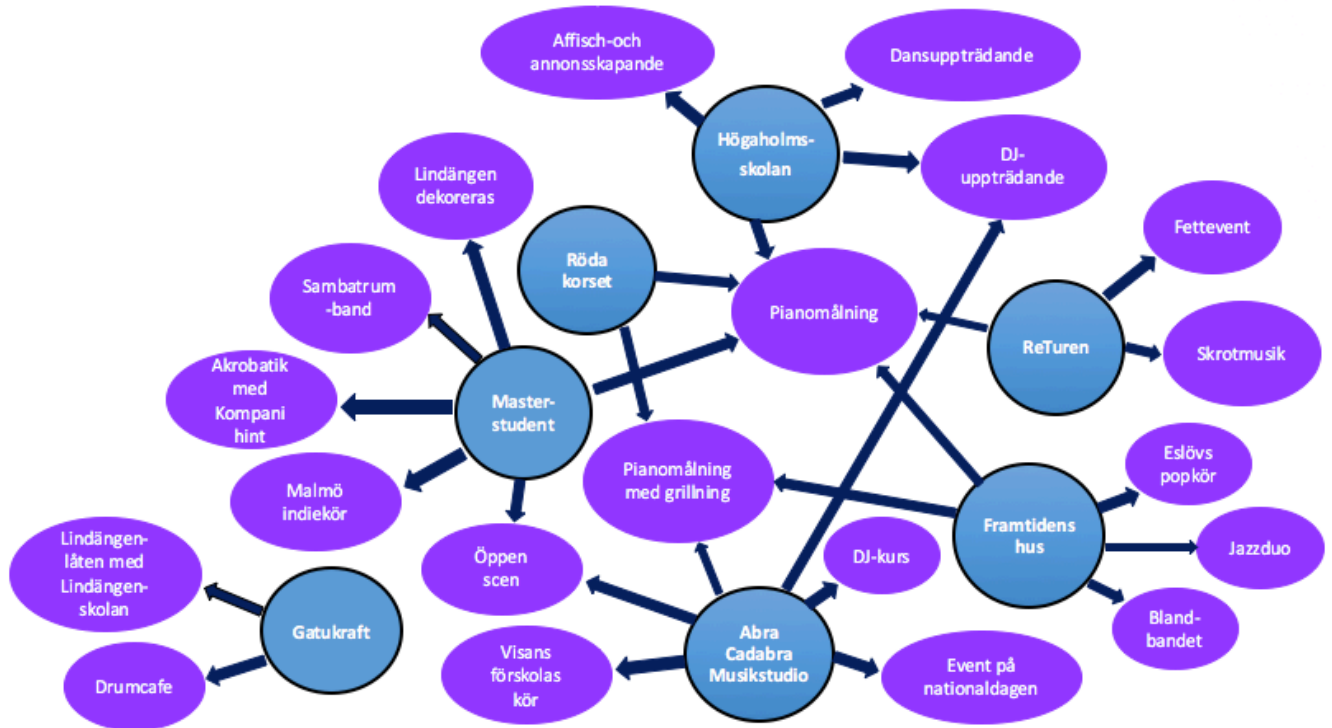 Affisch-och
annonsskapande
Dansuppträdande
Högaholms-
skolan
DJ-
uppträdande
Lindängen
dekoreras
Fettevent
Röda
korset
Sambatrum
-band
Pianomålning
ReTuren
Skrotmusik
Akrobatik
med
Kompani
hint
Master-
student
Pianomålning
med grillning
Eslövs
popkör
Malmö
indiekör
Framtidens
hus
Jazzduo
Lindängen-
låten med
Lindängen-
skolan
Öppen
scen
DJ-kurs
Bland-
bandet
Gatukraft
Abra
Cadabra
Musikstudio
Visans
förskolas
kör
Event på
nationaldagen
Drumcafe